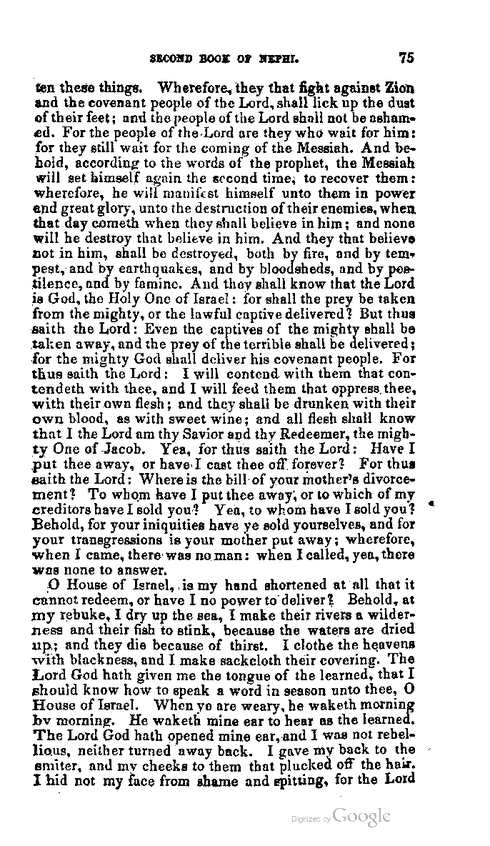 SECOND BOOK OF NEPHI. 75
ten these things. Wherefore, they that fight against Zion
and the covenant people of the Lord, shall lick up the dust
of their feet; and the people of the Lord shall not be asham-
ed. For the people of the Lord are they who wait for him:
for they still wait for the coming of the Messiah. And be-
hold, according to the words of the prophet, the Messiah
will set himself again the second time, to recover them:
wherefore, he will manifest himself unto them in power
and great glory, unto the destruction of their enemies, when
that day cometh when they shall believe in him; and none
will he destroy that believe in him. And they that believe
not in him, shall be destroyed, both by fire, and by tem-
pest, and by earthquakes, and by bloodsheds, and by pes-
tilence, and by famine. And they shall know that the Lord
is God, the Holy One of Israel: for shall the prey be taken
from the mighty, or the lawful captive delivered? But thus
saith the Lord: Even the captives of the mighty shall be
taken away, and the prey of the terrible shall be delivered;
for the mighty God shall deliver his covenant people. For
thus saith the Lord: I will contend with them that con-
tendeth with thee, and I will feed them that oppress thee,
with their own flesh; and they shall be drunken with their
own blood, as with sweet wine; and all flesh shall know
that I the Lord am thy Savior and thy Redeemer, the migh-
ty One of Jacob. Yea, for thus saith the Lord: Have I
put thee away, or have I cast thee off forever? For thus
saith the Lord: Where is the bill of your mother's divorce-
ment? To whom have I put thee away, or to which of my
creditors have I sold you? Yea, to whom have I sold you?
Behold, for your iniquities have ye sold yourselves, and for
your transgressions is your mother put away; wherefore,
when I came, there was no man: when I called, yea, there
was none to answer.
O House of Israel, is my hand shortened at all that it
cannot redeem, or have I no power to deliver? Behold, at
my rebuke, I dry up the sea, I make their rivers a wilder-
ness and their fish to stink, because the waters are dried
up; and they die because of thirst. I clothe the heavens
with blackness, and I make sackcloth their covering. The
Lord God hath given me the tongue of the learned, that I
should know how to speak a word in season unto thee, O
House of Israel. When ye are weary, he waketh morning
by morning. He waketh mine ear to hear as the learned.
The Lord God hath opened mine ear, and I was not rebel-
lious, neither turned away back. I gave my back to the
smiter, and my cheeks to them that plucked off the hair.
I hid not my face from shame and spitting, for the Lord
Digitized by Google